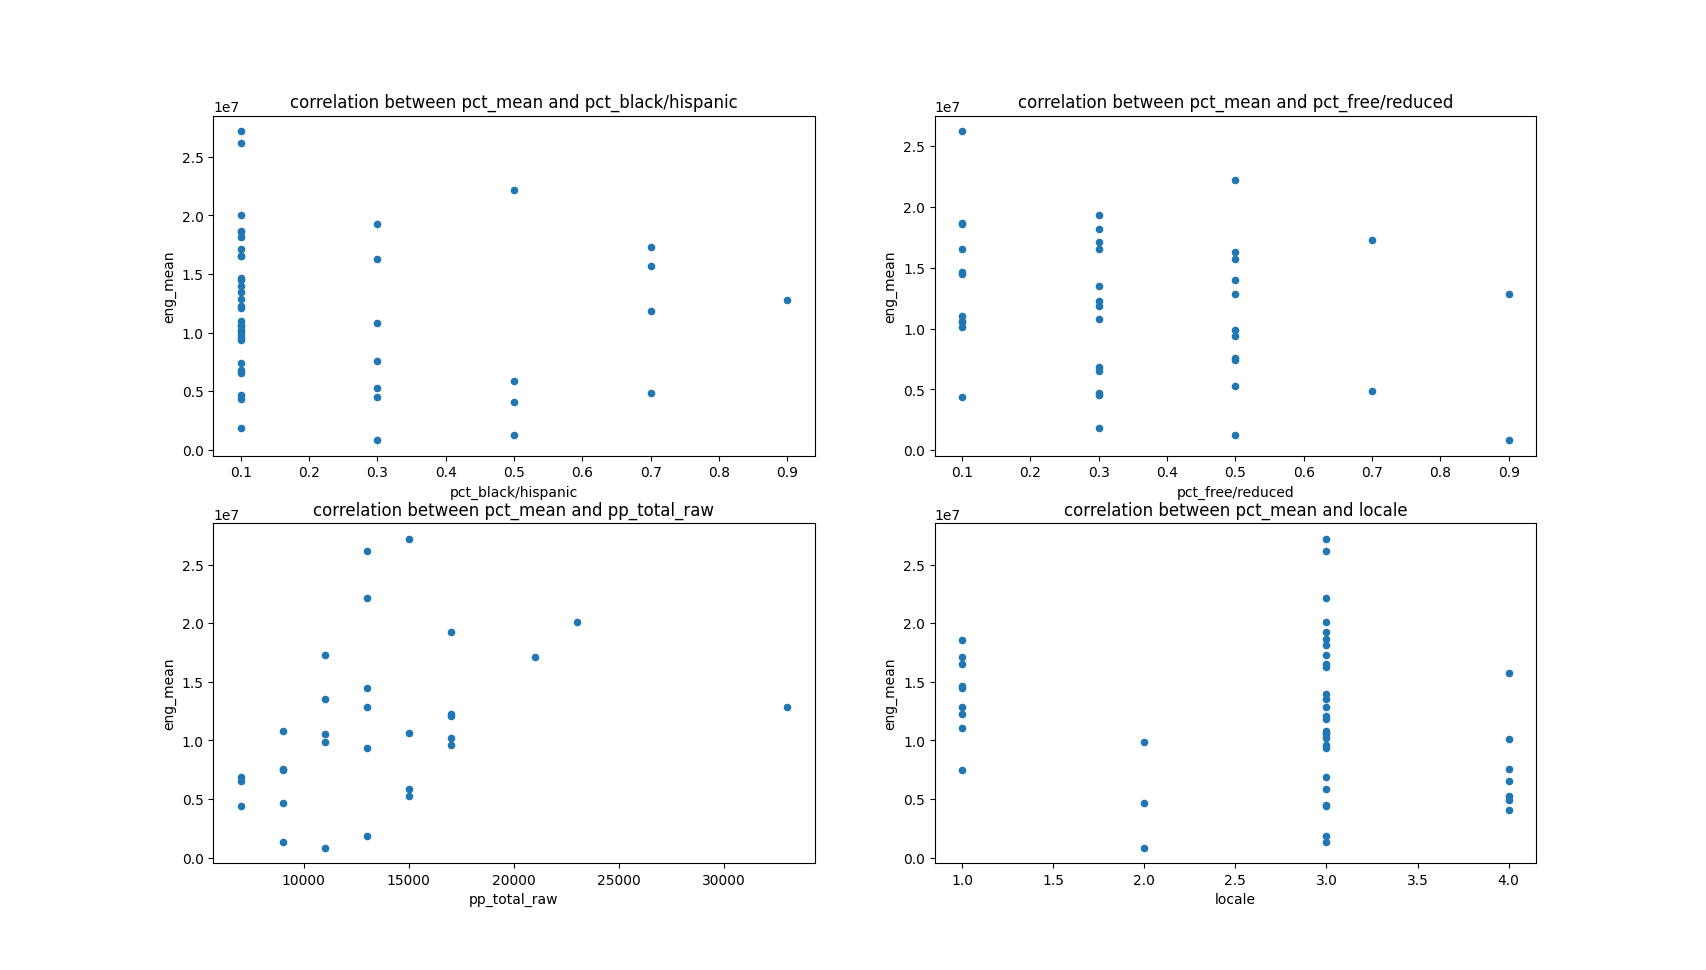 correlation between pct_mean and pct_black/hispanic
1e7
2.5
2.0
1.5
1.0
0.5
0.0
eng_mean
0.1 0.2 0.3 0.4 0.5 0.6 0.7 0.8 0.9
pct_black/hispanic
correlation between pct_mean and pct_free/reduced
1e7
2.5
2.0
1.5
1.0
0.5
0.0
eng_mean
0.1 0.2 0.3 0.4 0.5 0.6 0.7 0.8 0.9
pct_free/reduced
correlation between pct_mean and pp_total_raw
1e7
2.5
2.0
1.5
1.0
0.5
0.0
eng_mean
10000 15000 20000 25000 30000
pp_total_raw
correlation between pct_mean and locale
1e7
2.5
2.0
1.5
1.0
0.5
0.0
eng_mean
1.0 1.5 2.0 2.5 3.0 3.5 4.0
locale